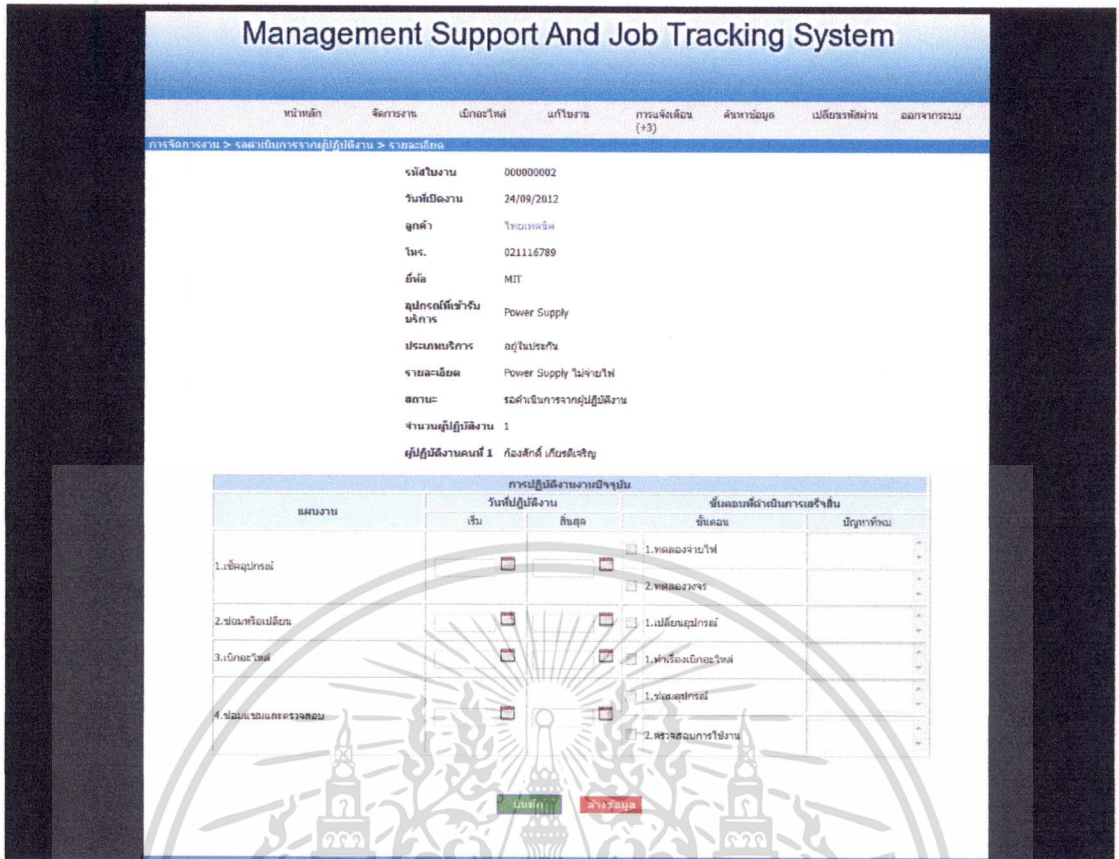 Management Support And Job Tracking System
หน้าหลัก จัดการงาน เบิกอะไหล่ แก้ไขงาน การแจ้งเตือน (+3) ค้นหาข้อมูล เปลี่ยนรหัสผ่าน ออกจากระบบ
การจัดการงาน > รอดำเนินการจากผู้ปฏิบัติงาน > รายละเอียด
รหัสใบงาน 000000002
วันที่เปิดงาน 24/09/2012
ลูกค้า ไทยเทคนิค
โทร. 021116789
ยี่ห้อ MIT
อุปกรณ์ที่เข้ารับบริการ Power Supply
ประเภทบริการ อยู่ในประกัน
รายละเอียด Power Supply ไม่จ่ายไฟ
สถานะ รอดำเนินการจากผู้ปฏิบัติงาน
จำนวนผู้ปฏิบัติงาน 1
ผู้ปฏิบัติงานคนที่ 1 ก้องศักดิ์ เกียรติเจริญ
การปฏิบัติงานงานปัจจุบัน
แผนงาน วันที่ปฏิบัติงาน ขั้นตอนที่ดำเนินการเสร็จสิ้น
เริ่ม สิ้นสุด ขั้นตอน ปัญหาที่พบ
1.เช็คอุปกรณ์ 1.ทดลองจ่ายไฟ
2.ทดลองวงจร
2.ซ่อมหรือเปลี่ยน 1.เปลี่ยนอุปกรณ์
3.เบิกอะไหล่ 1.ทำเรื่องเบิกอะไหล่
4.ซ่อมแซมและตรวจสอบ 1.ซ่อมอุปกรณ์
2.ตรวจสอบการใช้งาน
บันทึก ล้างข้อมูล